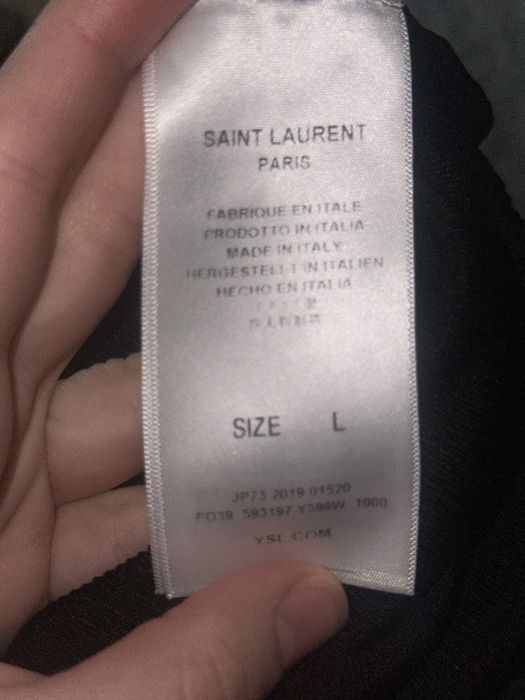 SAINT LAURENT
PARIS
FABRIQUE EN ITALE
PRODOTTO IN ITALIA
MADE IN ITALY
HERGESTELLT IN ITALIEN
HECHO EN ITALIA
SIZE L
JP73 2019 01520
PD39 593197 Y399W 1000
YSL.COM